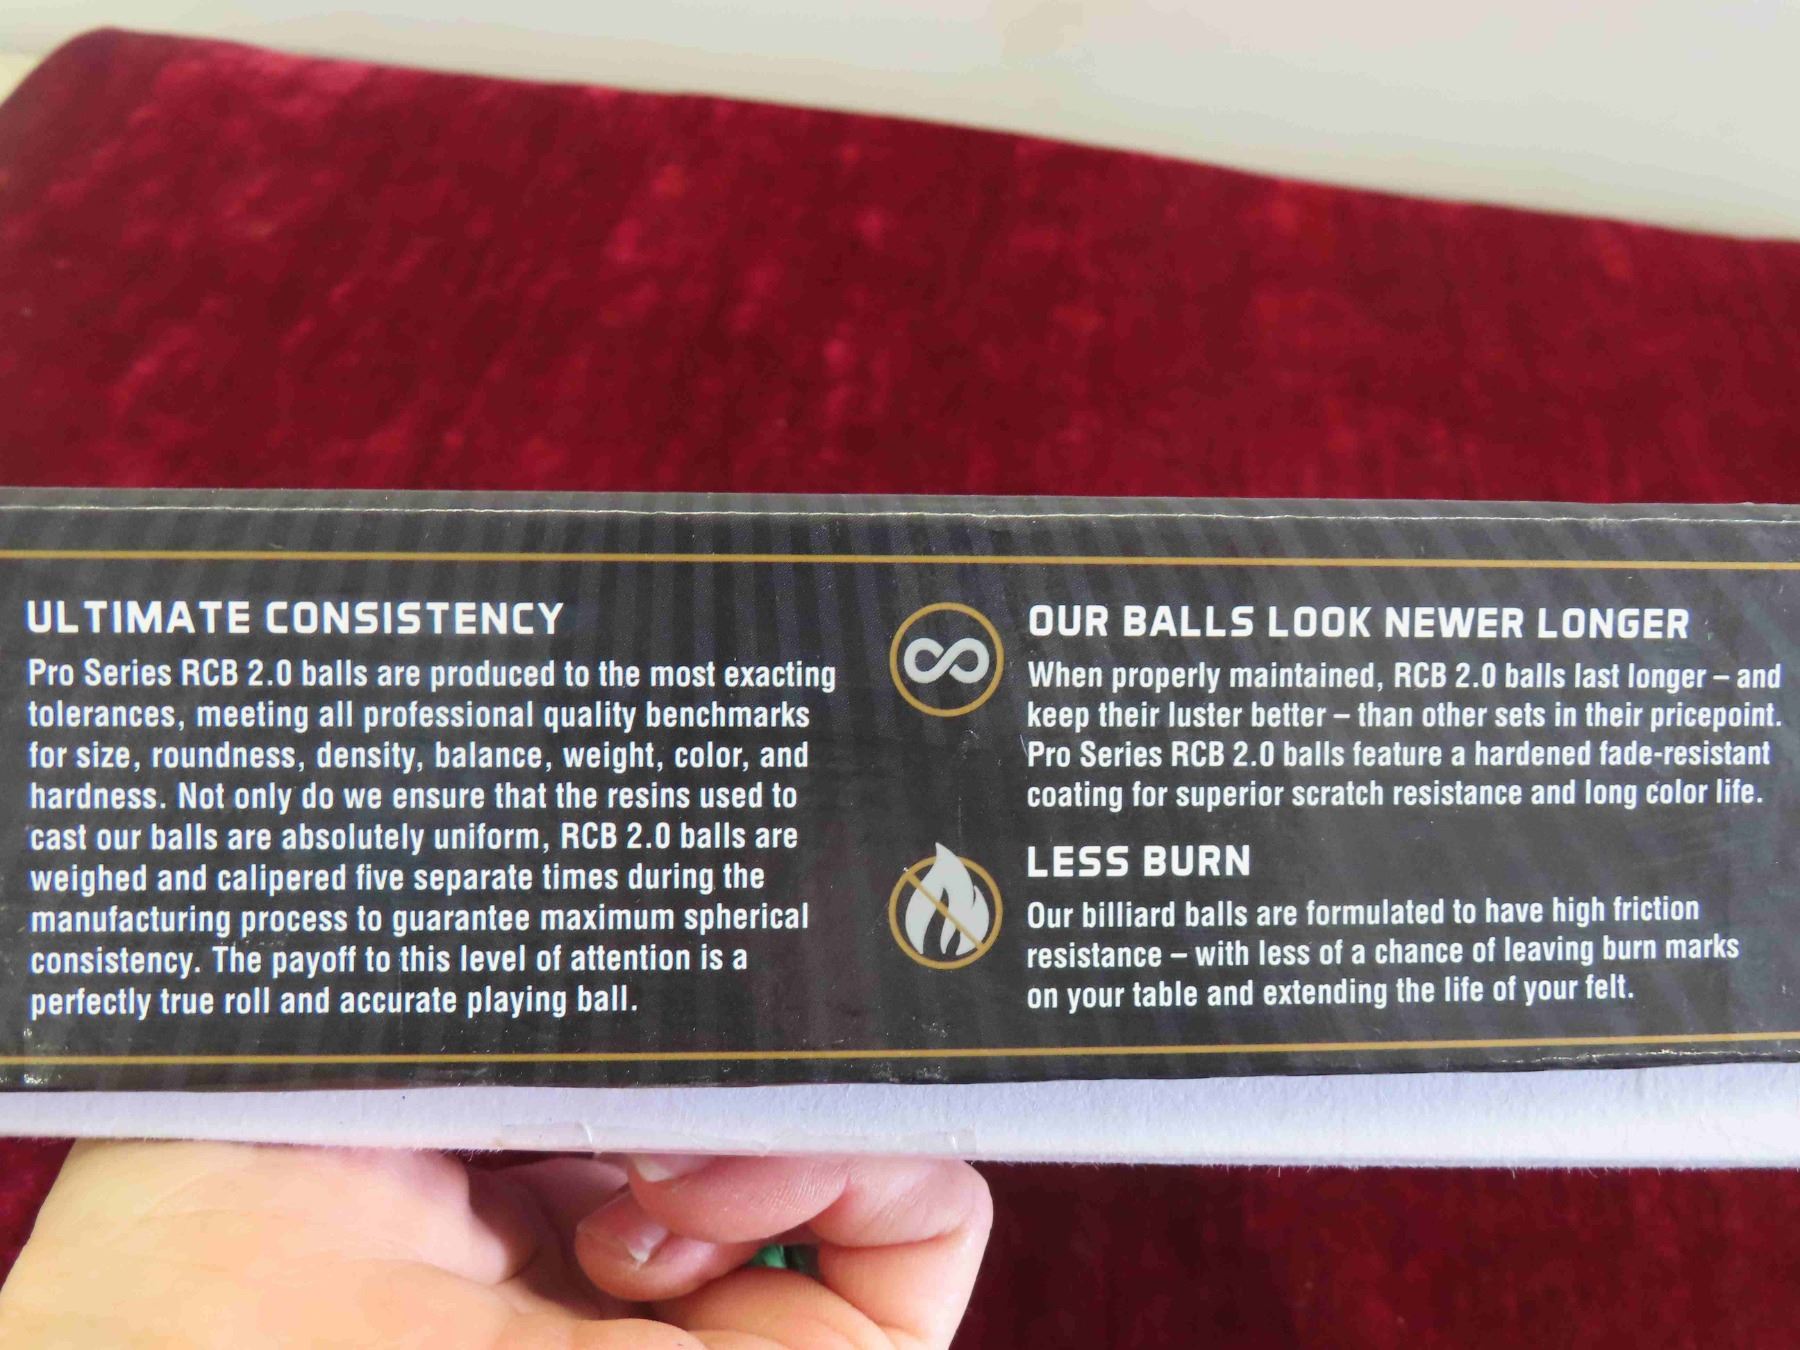 ULTIMATE CONSISTENCY
Pro Series RCB 2.0 balls are produced to the most exacting
tolerances, meeting all professional quality benchmarks
for size, roundness, density, balance, weight, color, and
hardness. Not only do we ensure that the resins used to
cast our balls are absolutely uniform, RCB 2.0 balls are
weighed and calipered five separate times during the
manufacturing process to guarantee maximum spherical
consistency. The payoff to this level of attention is a
perfectly true roll and accurate playing ball.
OUR BALLS LOOK NEWER LONGER
When properly maintained, RCB 2.0 balls last longer – and
keep their luster better – than other sets in their pricepoint.
Pro Series RCB 2.0 balls feature a hardened fade-resistant
coating for superior scratch resistance and long color life.
LESS BURN
Our billiard balls are formulated to have high friction
resistance – with less of a chance of leaving burn marks
on your table and extending the life of your felt.